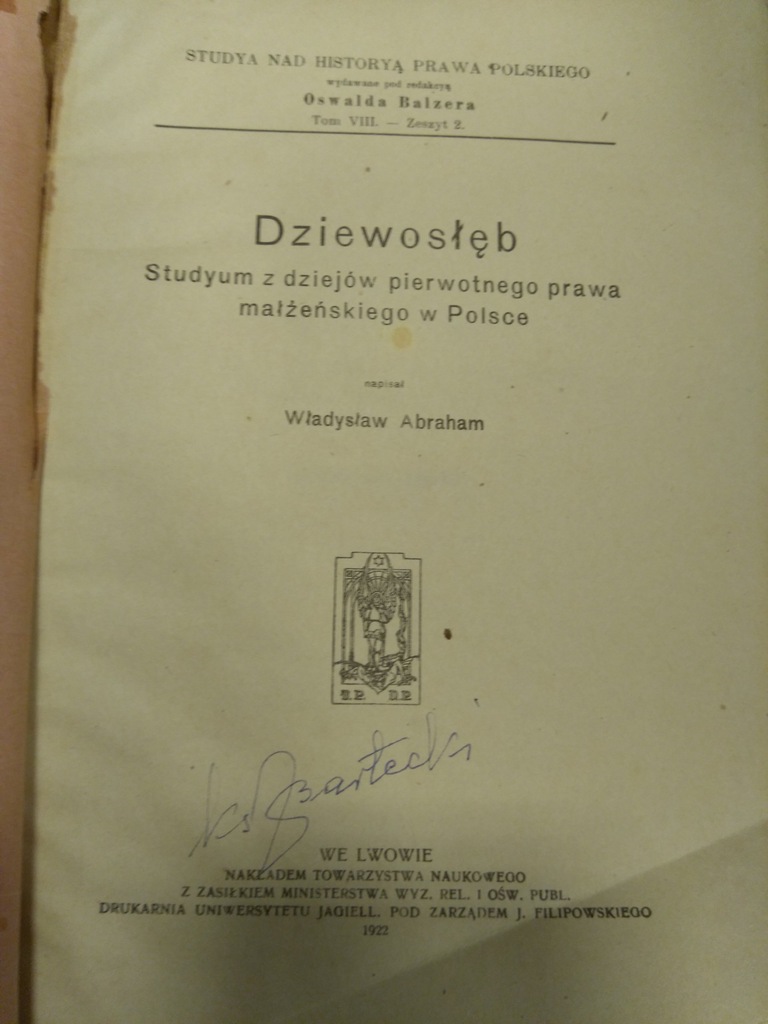 STUDYA NAD HISTORYĄ PRAWA POLSKIEGO
wydawane pod redakcyą
Oswalda Balzera
Tom VIII. — Zeszyt 2.
Dziewosłęb
Studyum z dziejów pierwotnego prawa
małżeńskiego w Polsce
napisał
Władysław Abraham
WE LWOWIE
NAKŁADEM TOWARZYSTWA NAUKOWEGO
Z ZASIŁKIEM MINISTERSTWA WYZ. REL. I OŚW. PUBL.
DRUKARNIA UNIWERSYTETU JAGIELL. POD ZARZĄDEM J. FILIPOWSKIEGO
1922